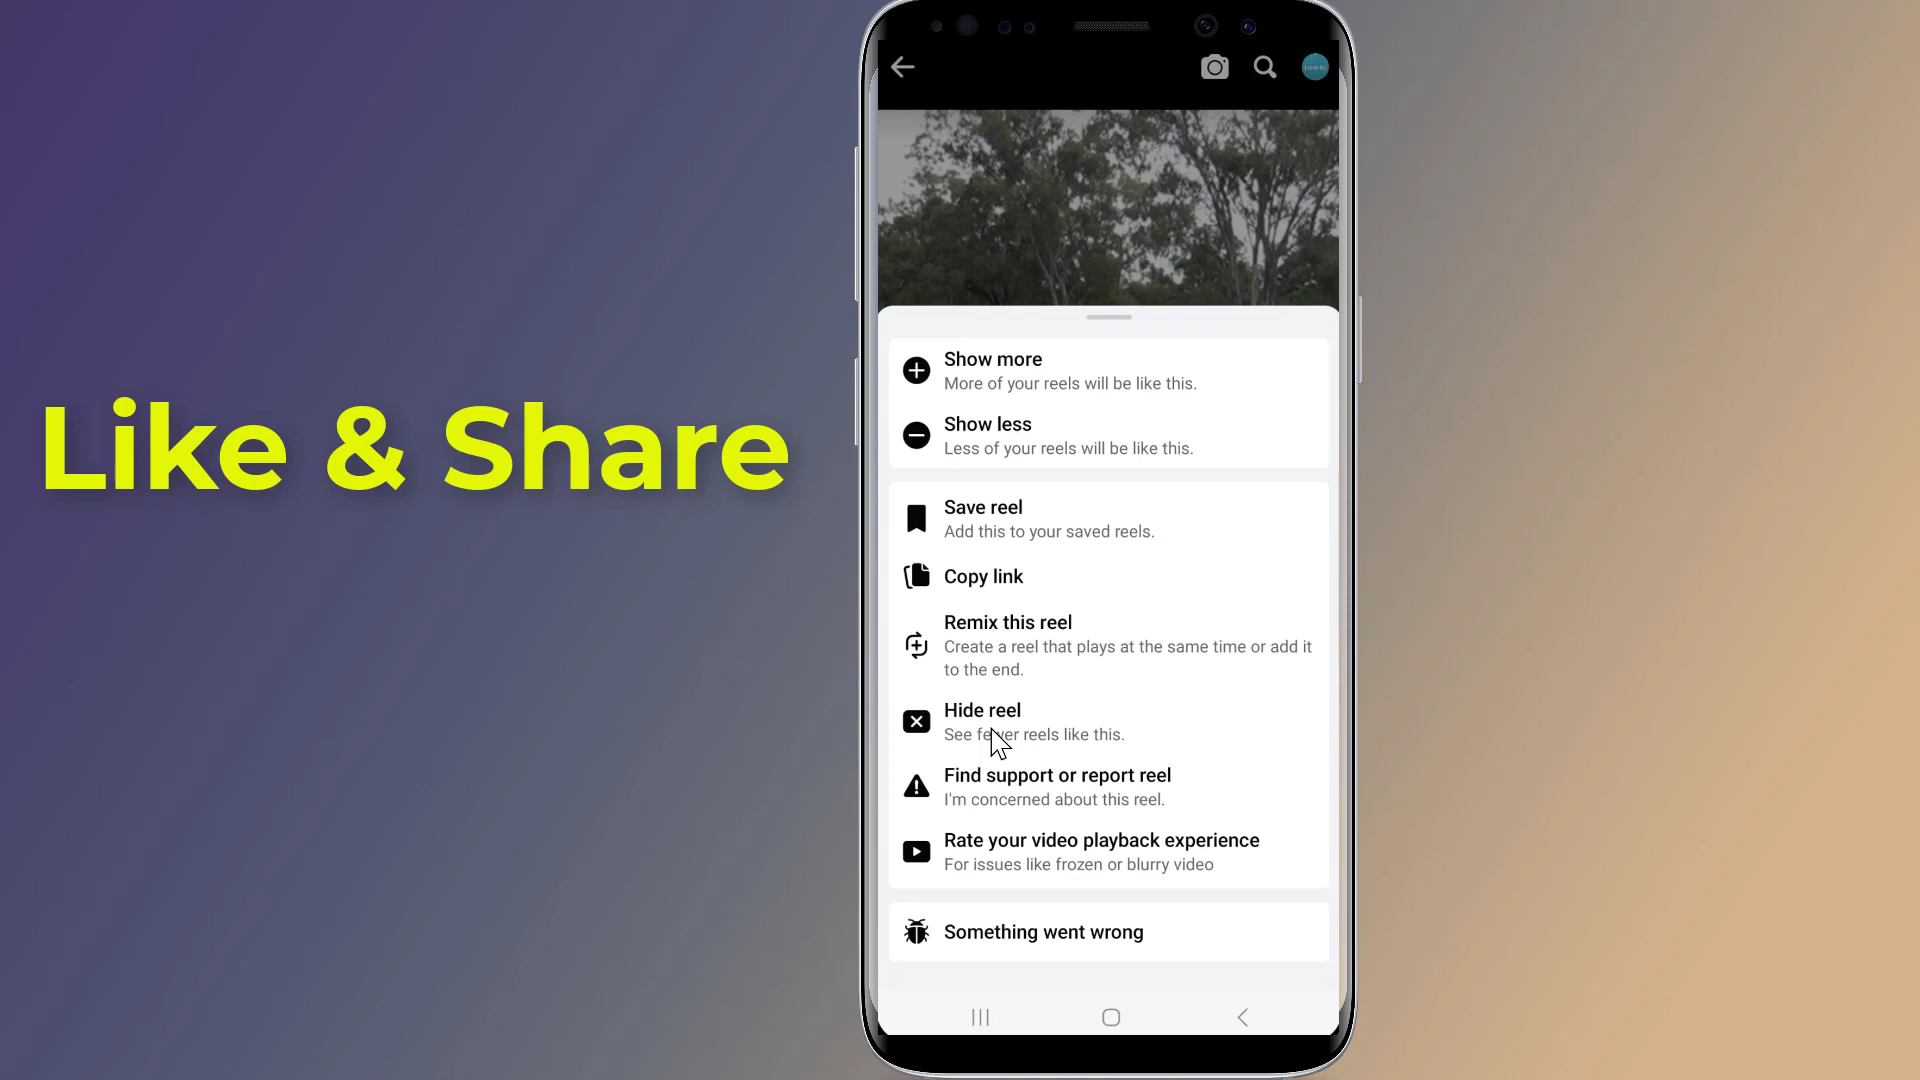 Like & Share
Show more
More of your reels will be like this.
Show less
Less of your reels will be like this.
Save reel
Add this to your saved reels.
Copy link
Remix this reel
Create a reel that plays at the same time or add it
to the end.
Hide reel
See fewer reels like this.
Find support or report reel
I'm concerned about this reel.
Rate your video playback experience
For issues like frozen or blurry video
Something went wrong